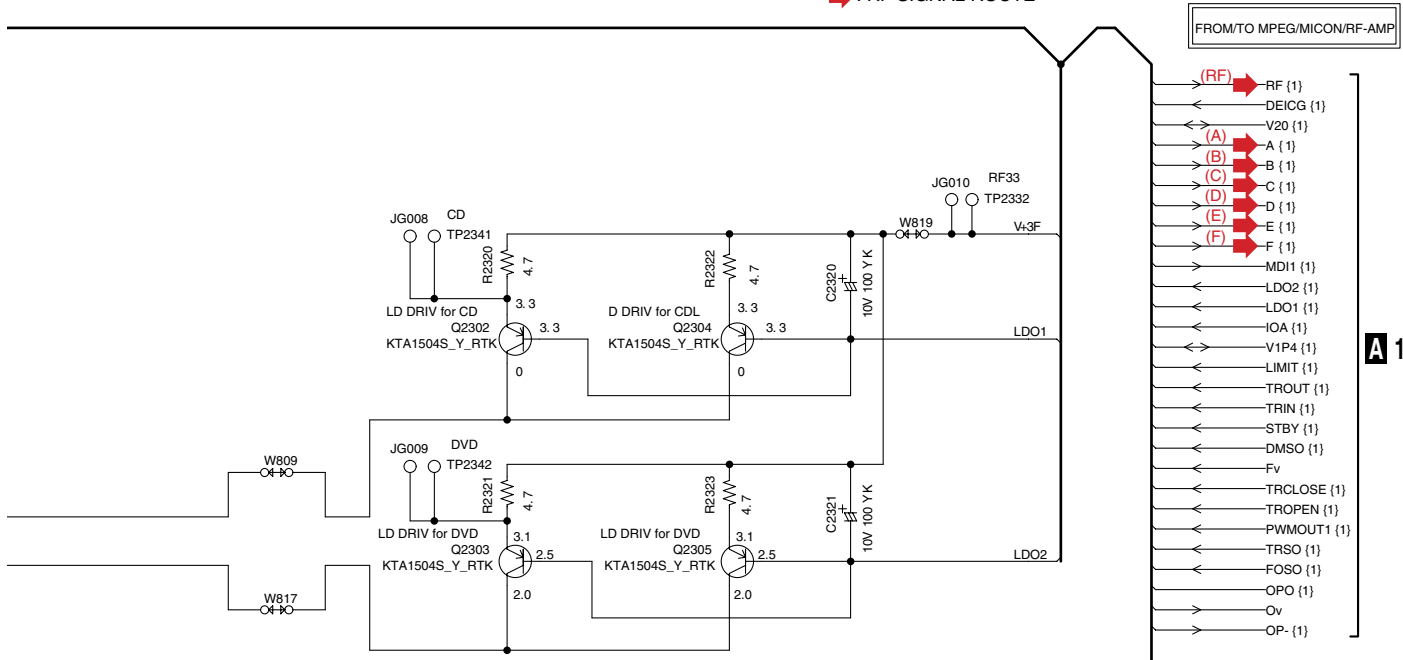 FROM/TO MPEG/MICON/RF-AMP
(RF) RF {1}
DEICG {1}
V20 {1}
(A) A {1}
(B) B {1}
(C) C {1}
(D) D {1}
(E) E {1}
(F) F {1}
MDI1 {1}
LDO2 {1}
LDO1 {1}
IOA {1}
V1P4 {1}
LIMIT {1}
TROUT {1}
TRIN {1}
STBY {1}
DMSO {1}
Fv
TRCLOSE {1}
TROPEN {1}
PWMOUT1 {1}
TRSO {1}
FOSO {1}
OPO {1}
Ov
OP- {1}
A 1
JG010 RF33
TP2332
W819
V+3F
JG008 CD
TP2341
R2320
4.7
R2322
4.7
C2320
+
10V 100 YK
LD DRIV for CD
3.3
Q2302
3.3
KTA1504S_Y_RTK
0
D DRIV for CDL
3.3
Q2304
3.3
KTA1504S_Y_RTK
0
LDO1
JG009 DVD
TP2342
R2321
4.7
R2323
4.7
C2321
+
10V 100 YK
LD DRIV for DVD
3.1
Q2303
2.5
KTA1504S_Y_RTK
2.0
LD DRIV for DVD
3.1
Q2305
2.5
KTA1504S_Y_RTK
2.0
LDO2
W809
W817